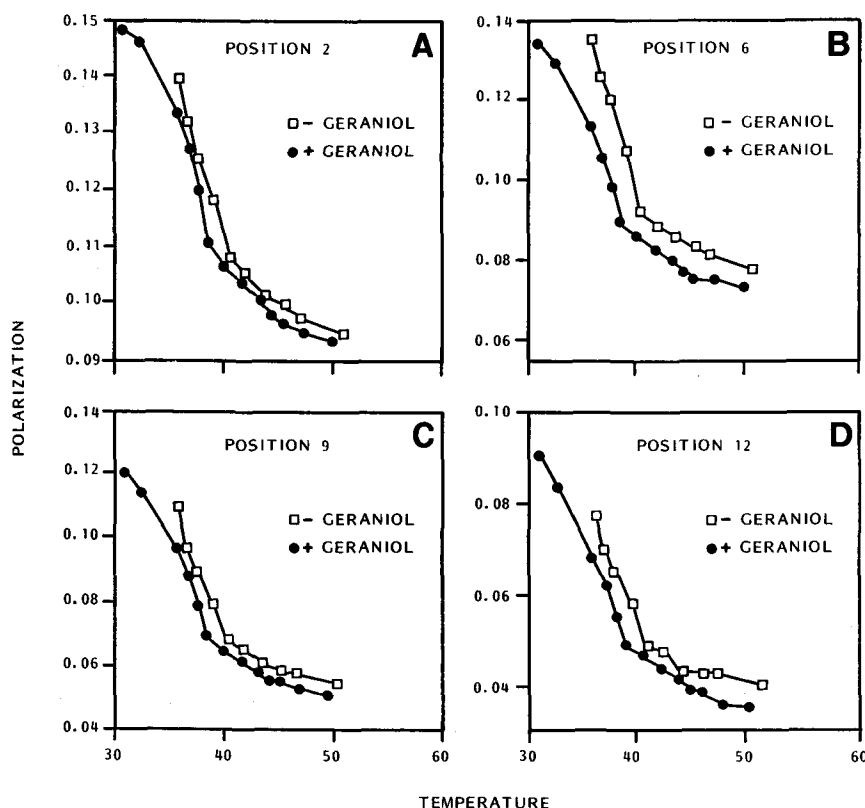 POLARIZATION
0.15
0.14
0.13
0.12
0.11
0.10
0.09
POSITION 2
A
- GERANIOL
+ GERANIOL
0.14
0.12
0.10
0.08
0.06
POSITION 6
B
- GERANIOL
+ GERANIOL
0.14
0.12
0.10
0.08
0.06
0.04
30
40
50
60
POSITION 9
C
- GERANIOL
+ GERANIOL
0.10
0.08
0.06
0.04
30
40
50
60
POSITION 12
D
- GERANIOL
+ GERANIOL
TEMPERATURE